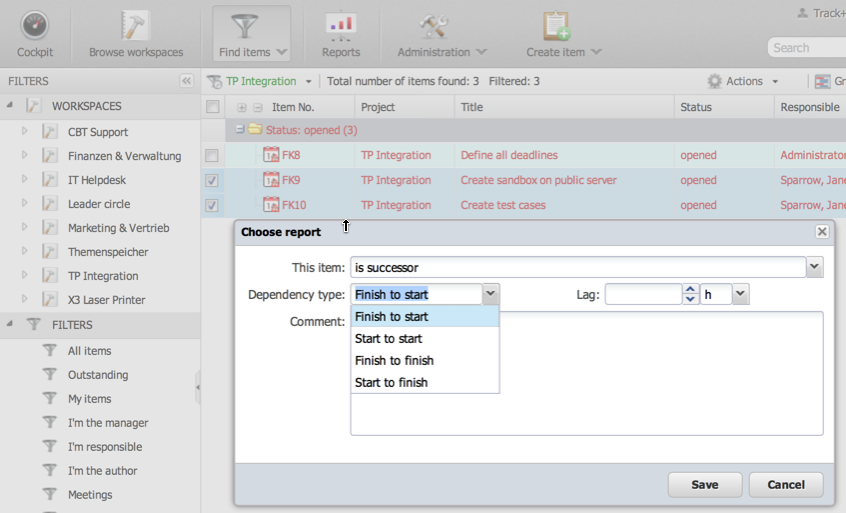 Track+
Cockpit
Browse workspaces
Find items
Reports
Administration
Create item
Search
FILTERS
TP Integration
Total number of items found: 3
Filtered: 3
Actions
Gr
WORKSPACES
Item No.
Project
Title
Status
Responsible
CBT Support
Status: opened (3)
Finanzen & Verwaltung
FK8
TP Integration
Define all deadlines
opened
Administrator
IT Helpdesk
FK9
TP Integration
Create sandbox on public server
opened
Sparrow, Jane
Leader circle
FK10
TP Integration
Create test cases
opened
Sparrow, Jane
Marketing & Vertrieb
Themenspeicher
TP Integration
X3 Laser Printer
FILTERS
All items
Outstanding
My items
I'm the manager
I'm responsible
I'm the author
Meetings
Choose report
This item:
is successor
Dependency type:
Finish to start
Lag:
h
Comment:
Finish to start
Start to start
Finish to finish
Start to finish
Save
Cancel